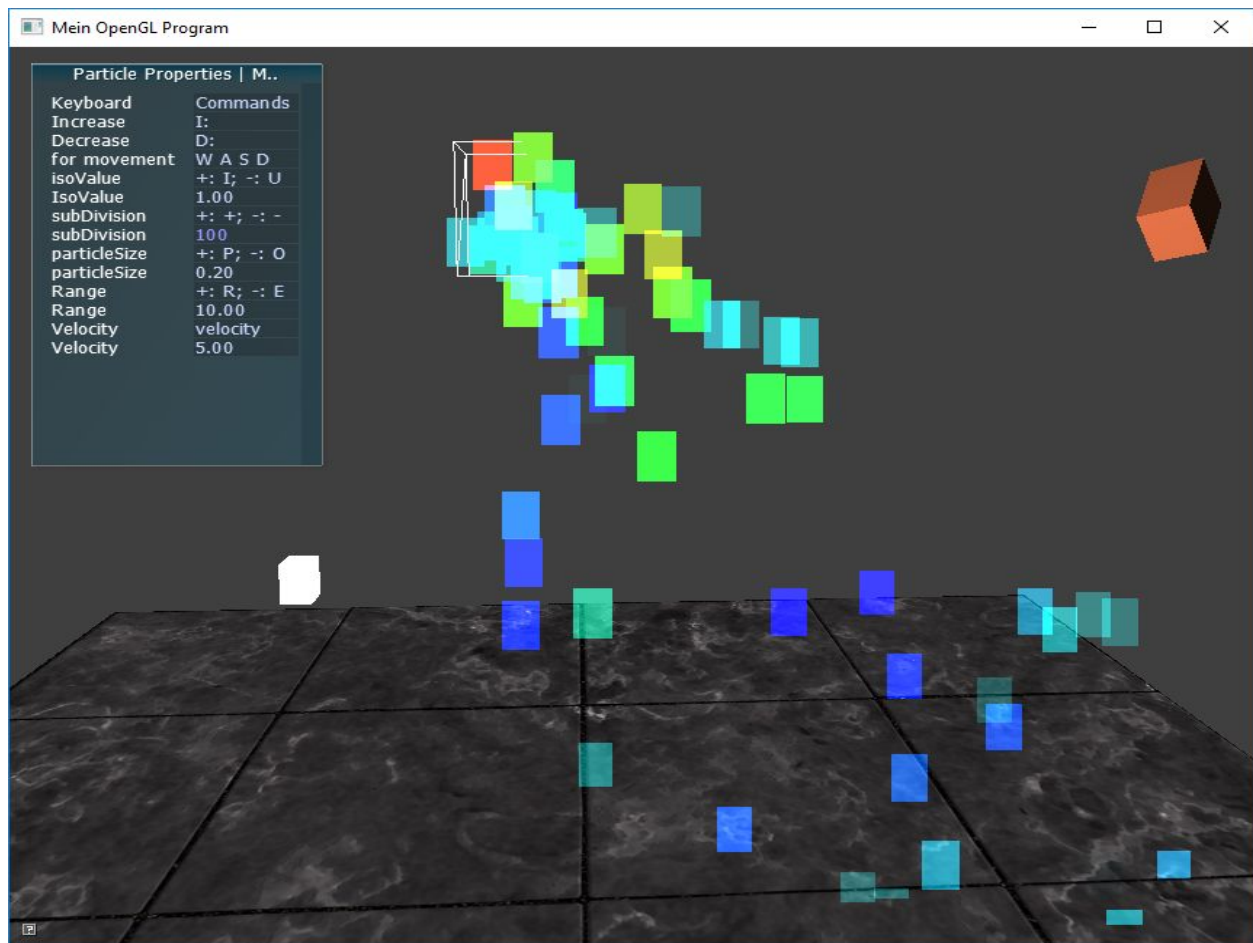 Mein OpenGL Program
Particle Properties | M..
Keyboard Commands
Increase I:
Decrease D:
for movement W A S D
isoValue +: I; -: U
IsoValue 1.00
subDivision +: +; -: -
subDivision 100
particleSize +: P; -: O
particleSize 0.20
Range +: R; -: E
Range 10.00
Velocity velocity
Velocity 5.00
?